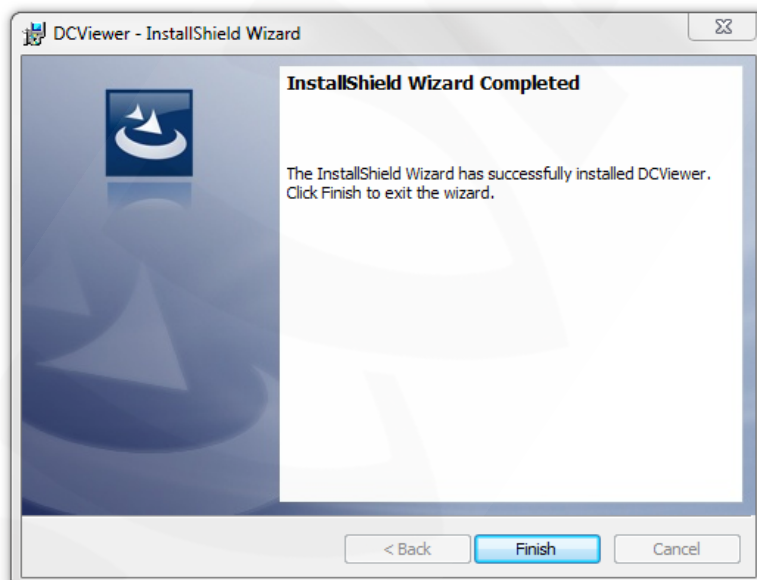 DCViewer - InstallShield Wizard
InstallShield Wizard Completed
The InstallShield Wizard has successfully installed DCViewer.
Click Finish to exit the wizard.
< Back
Finish
Cancel